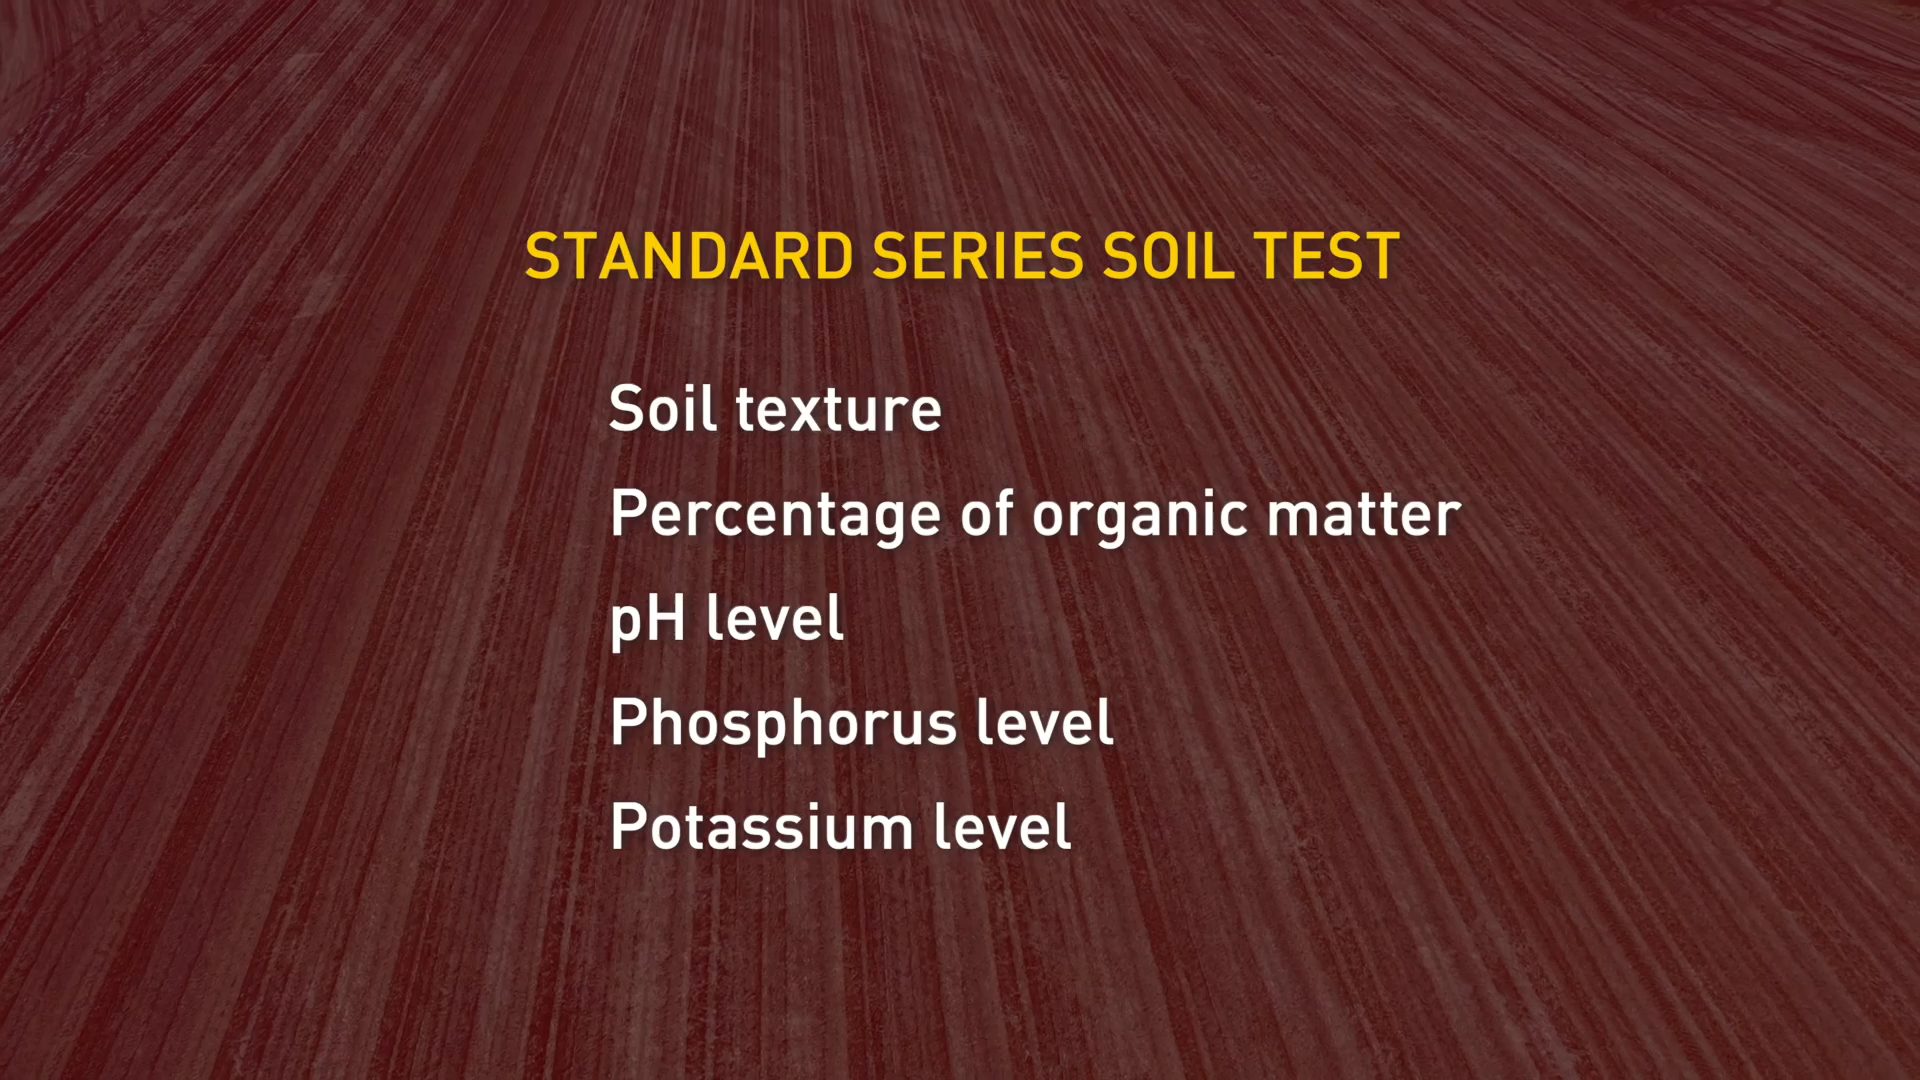 STANDARD SERIES SOIL TEST
Soil texture
Percentage of organic matter
pH level
Phosphorus level
Potassium level